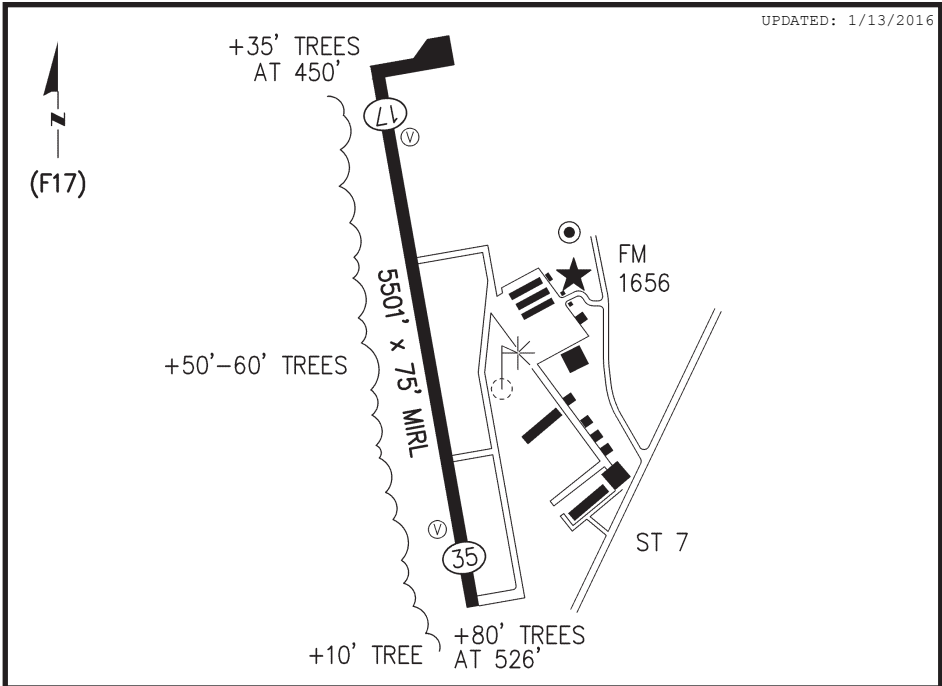 UPDATED: 1/13/2016
+35' TREES
AT 450'
N
(F17)
17
V
FM
1656
5501' x 75' MIRL
+50'-60' TREES
V
35
ST 7
+10' TREE
+80' TREES
AT 526'